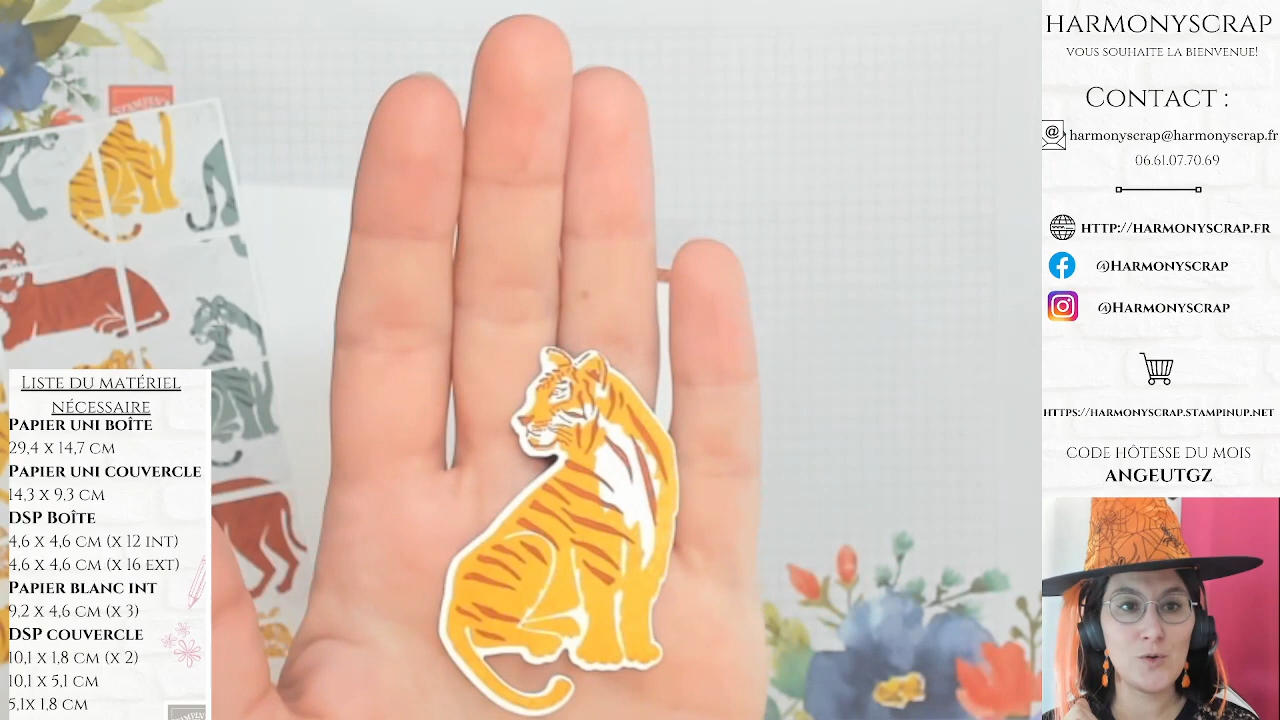 HARMONYSCRAP
VOUS SOUHAITE LA BIENVENUE!
CONTACT :
harmonyscrap@harmonyscrap.fr
06.61.07.70.69
HTTP://HARMONYSCRAP.FR
@HARMONYSCRAP
@HARMONYSCRAP
HTTPS://HARMONYSCRAP.STAMPINUP.NET
CODE HÔTESSE DU MOIS
ANGEUTGZ
LISTE DU MATÉRIEL
NÉCESSAIRE
PAPIER UNI BOÎTE
29,4 X 14,7 CM
PAPIER UNI COUVERCLE
14,3 X 9,3 CM
DSP BOÎTE
4,6 X 4,6 CM (X 12 INT)
4,6 X 4,6 CM (X 16 EXT)
PAPIER BLANC INT
9,2 X 4,6 CM (X 3)
DSP COUVERCLE
10,1 X 1,8 CM (X 2)
10,1 X 5,1 CM
5,1X 1,8 CM